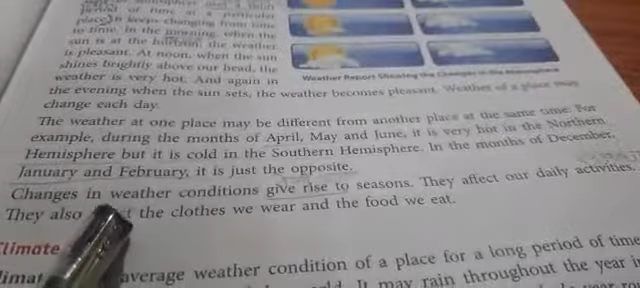 period of time at a particular
place. It keeps changing from time
to time. In the morning, when the
sun is at the horizon, the weather
is pleasant. At noon, when the sun
shines brightly above our head, the
weather is very hot. And again in
Weather Report Showing the Changes in the Atmosphere
the evening when the sun sets, the weather becomes pleasant. Weather of a place may
change each day.
The weather at one place may be different from another place at the same time. For
example, during the months of April, May and June, it is very hot in the Northern
Hemisphere but it is cold in the Southern Hemisphere. In the months of December,
January and February, it is just the opposite.
Changes in weather conditions give rise to seasons. They affect our daily activities.
They also the clothes we wear and the food we eat.
Climate
average weather condition of a place for a long period of time
It may rain throughout the year in